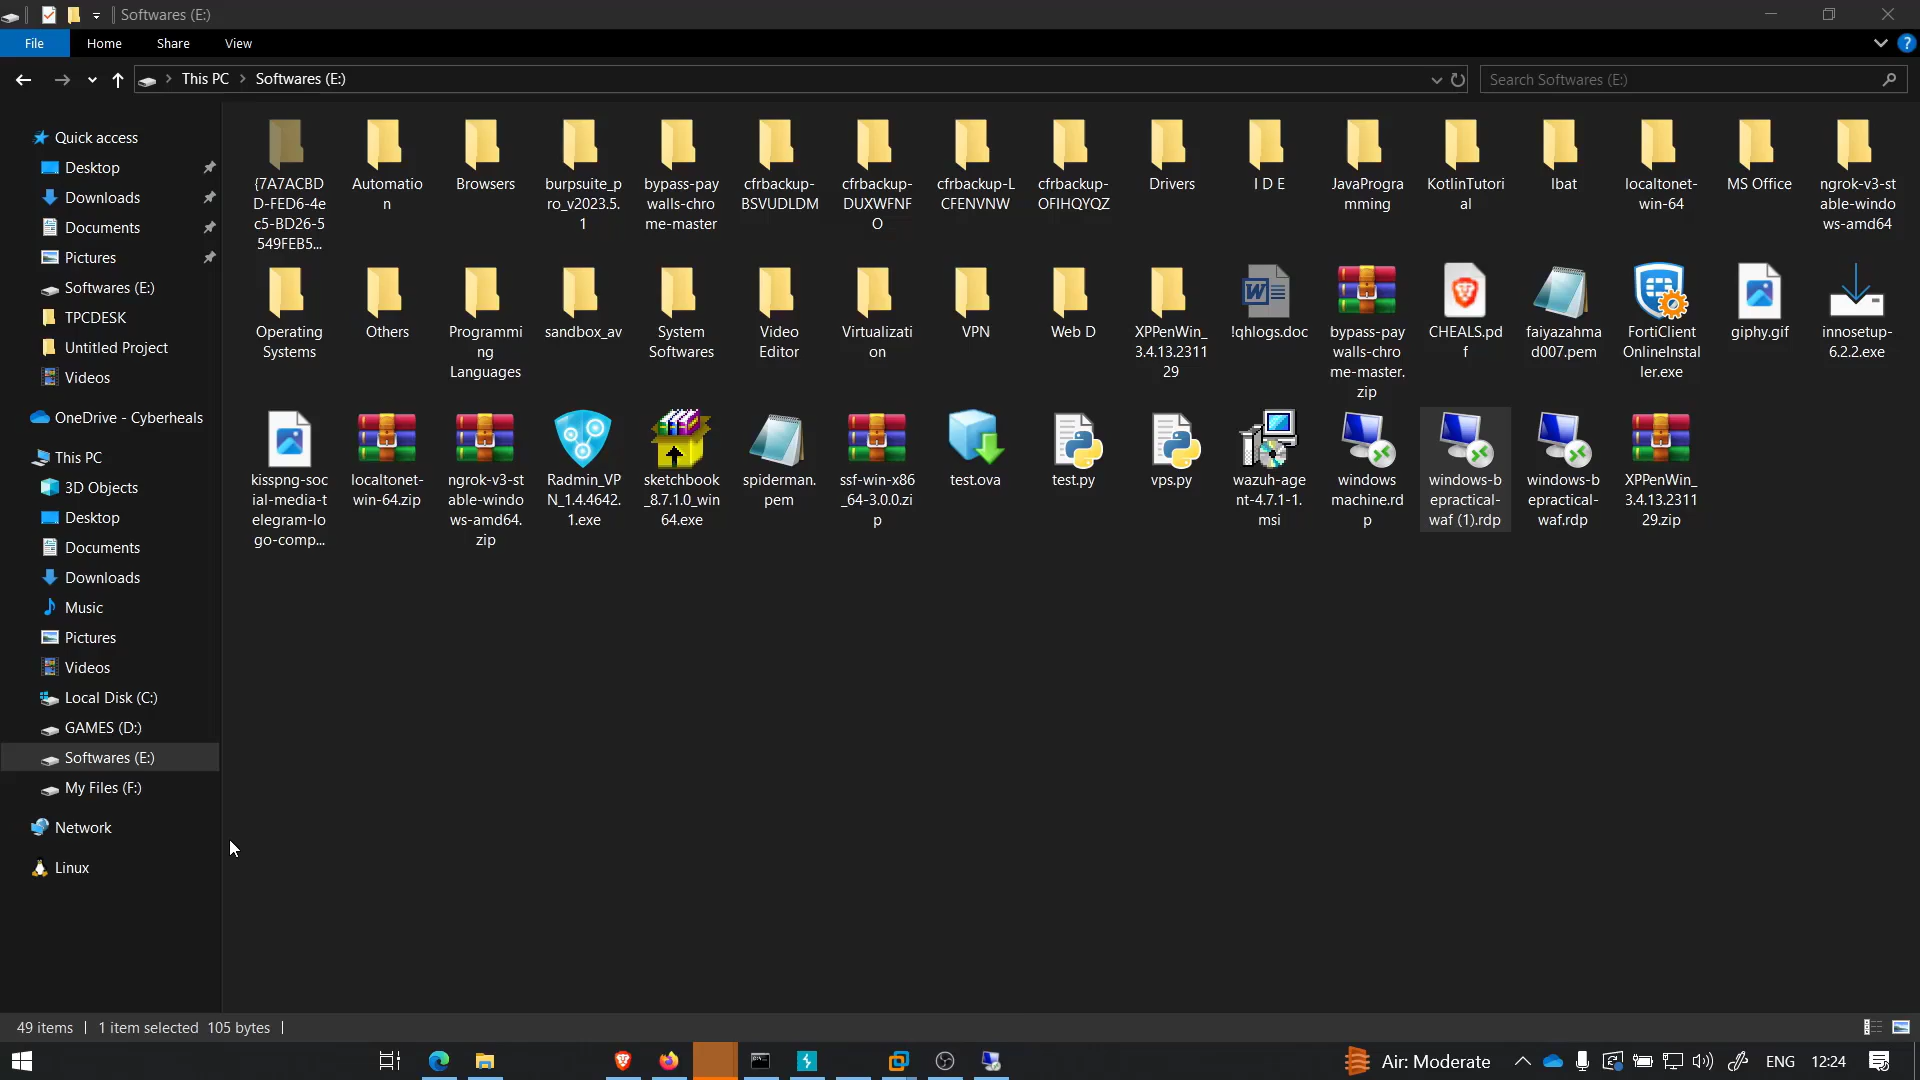 Softwares (E:)
File Home Share View
This PC Softwares (E:)
Search Softwares (E:)
Quick access
Desktop
Downloads
Documents
Pictures
Softwares (E:)
TPCDESK
Untitled Project
Videos
OneDrive - Cyberheals
This PC
3D Objects
Desktop
Documents
Downloads
Music
Pictures
Videos
Local Disk (C:)
GAMES (D:)
Softwares (E:)
My Files (F:)
Network
Linux
{7A7ACBD
D-FED6-4e
c5-BD26-5
549FEB5...
Automatio
n
Browsers
burpsuite_p
ro_v2023.5.
1
bypass-pay
walls-chro
me-master
cfrbackup-
BSVUDLDM
cfrbackup-
DUXWFNF
O
cfrbackup-L
CFENVNW
cfrbackup-
OFIHQYQZ
Drivers
I D E
JavaProgra
mming
KotlinTutori
al
lbat
localtonet-
win-64
MS Office
ngrok-v3-st
able-windo
ws-amd64
Operating
Systems
Others
Programmi
ng
Languages
sandbox_av
System
Softwares
Video
Editor
Virtualizati
on
VPN
Web D
XPPenWin_
3.4.13.2311
29
!qhlogs.doc
bypass-pay
walls-chro
me-master.
zip
CHEALS.pd
f
faiyazahma
d007.pem
FortiClient
OnlineInstal
ler.exe
giphy.gif
innosetup-
6.2.2.exe
kisspng-soc
ial-media-t
elegram-lo
go-comp...
localtonet-
win-64.zip
ngrok-v3-st
able-windo
ws-amd64.
zip
Radmin_VP
N_1.4.4642.
1.exe
sketchbook
_8.7.1.0_win
64.exe
spiderman.
pem
ssf-win-x86
_64-3.0.0.zi
p
test.ova
test.py
vps.py
wazuh-age
nt-4.7.1-1.
msi
windows
machine.rd
p
windows-b
epractical-
waf (1).rdp
windows-b
epractical-
waf.rdp
XPPenWin_
3.4.13.2311
29.zip
49 items 1 item selected 105 bytes
Air: Moderate ENG 12:24